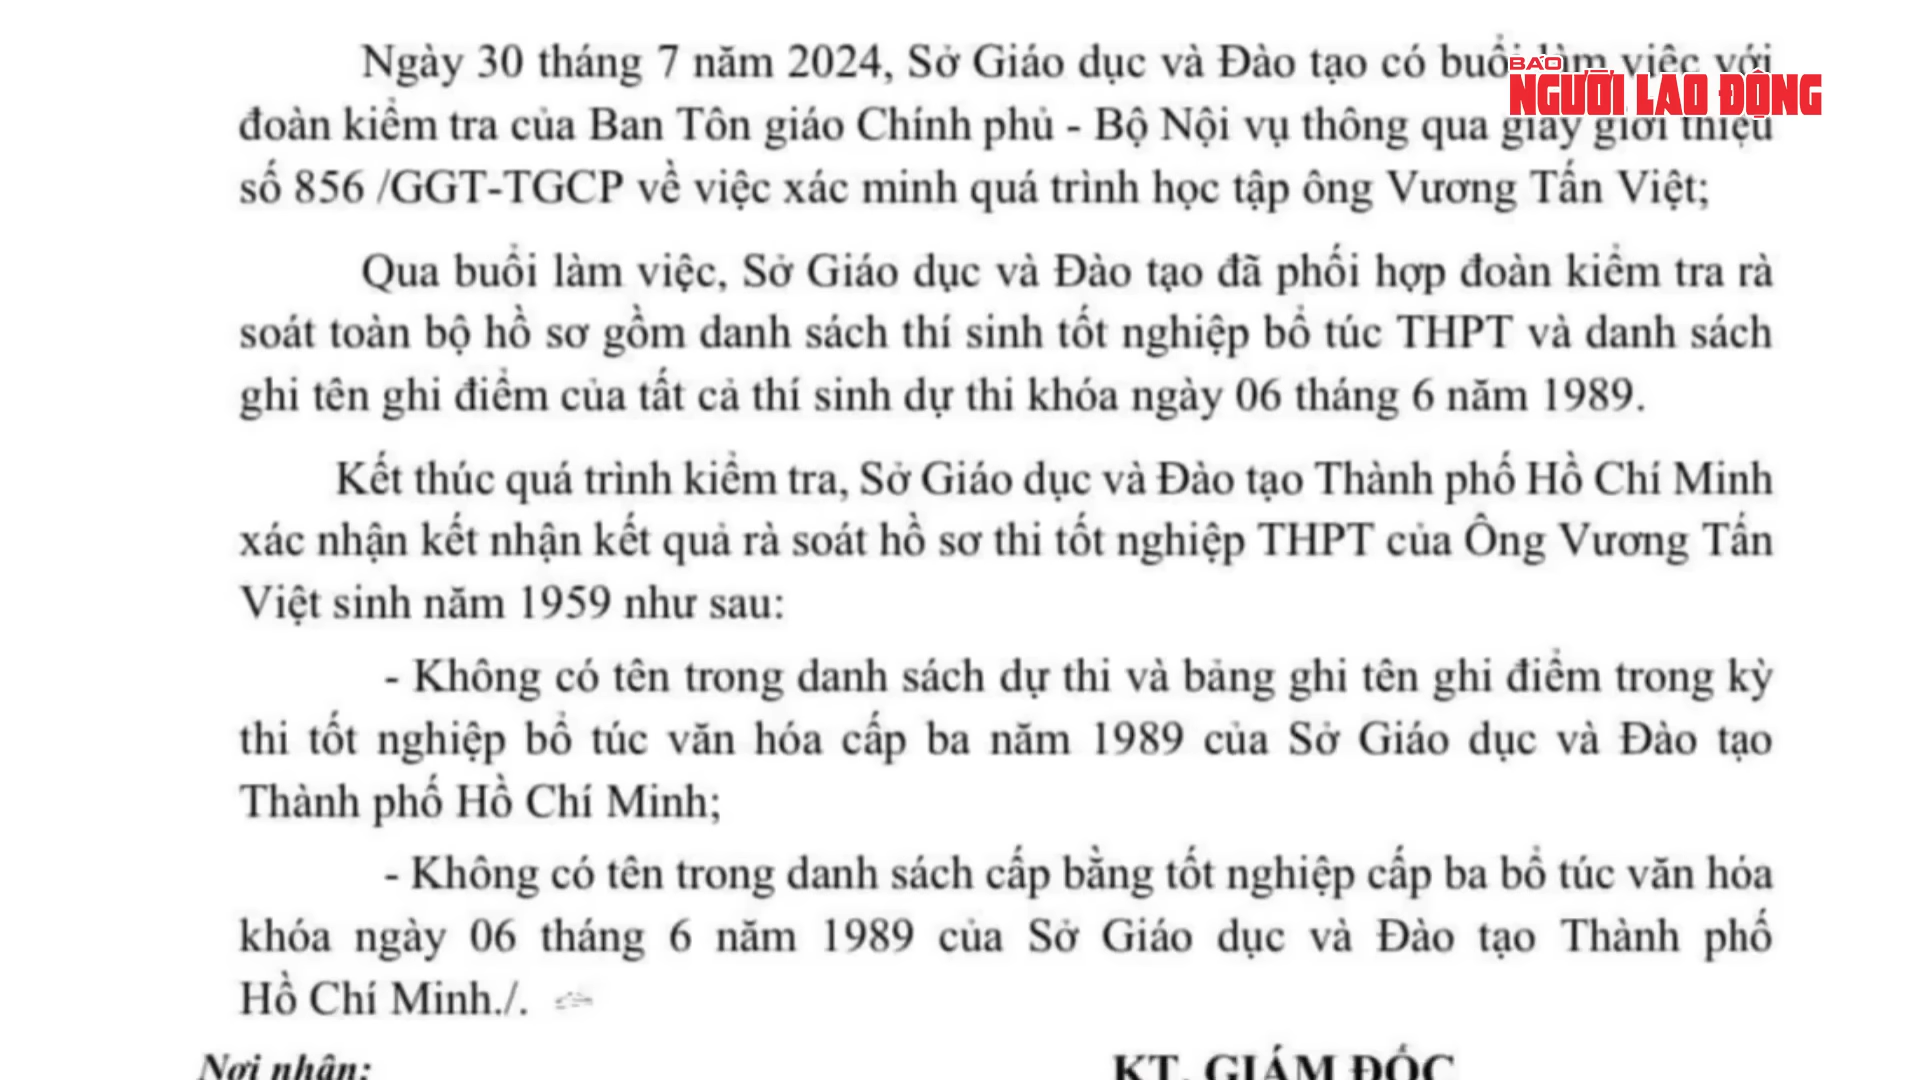 Ngày 30 tháng 7 năm 2024, Sở Giáo dục và Đào tạo có buổi làm việc với
BÁO
NGƯỜI LAO ĐỘNG
đoàn kiểm tra của Ban Tôn giáo Chính phủ - Bộ Nội vụ thông qua giấy giới thiệu
số 856 /GGT-TGCP về việc xác minh quá trình học tập ông Vương Tấn Việt;
Qua buổi làm việc, Sở Giáo dục và Đào tạo đã phối hợp đoàn kiểm tra rà
soát toàn bộ hồ sơ gồm danh sách thí sinh tốt nghiệp bổ túc THPT và danh sách
ghi tên ghi điểm của tất cả thí sinh dự thi khóa ngày 06 tháng 6 năm 1989.
Kết thúc quá trình kiểm tra, Sở Giáo dục và Đào tạo Thành phố Hồ Chí Minh
xác nhận kết nhận kết quả rà soát hồ sơ thi tốt nghiệp THPT của Ông Vương Tấn
Việt sinh năm 1959 như sau:
- Không có tên trong danh sách dự thi và bảng ghi tên ghi điểm trong kỳ
thi tốt nghiệp bổ túc văn hóa cấp ba năm 1989 của Sở Giáo dục và Đào tạo
Thành phố Hồ Chí Minh;
- Không có tên trong danh sách cấp bằng tốt nghiệp cấp ba bổ túc văn hóa
khóa ngày 06 tháng 6 năm 1989 của Sở Giáo dục và Đào tạo Thành phố
Hồ Chí Minh./.
Nơi nhận:
KT. GIÁM ĐỐC